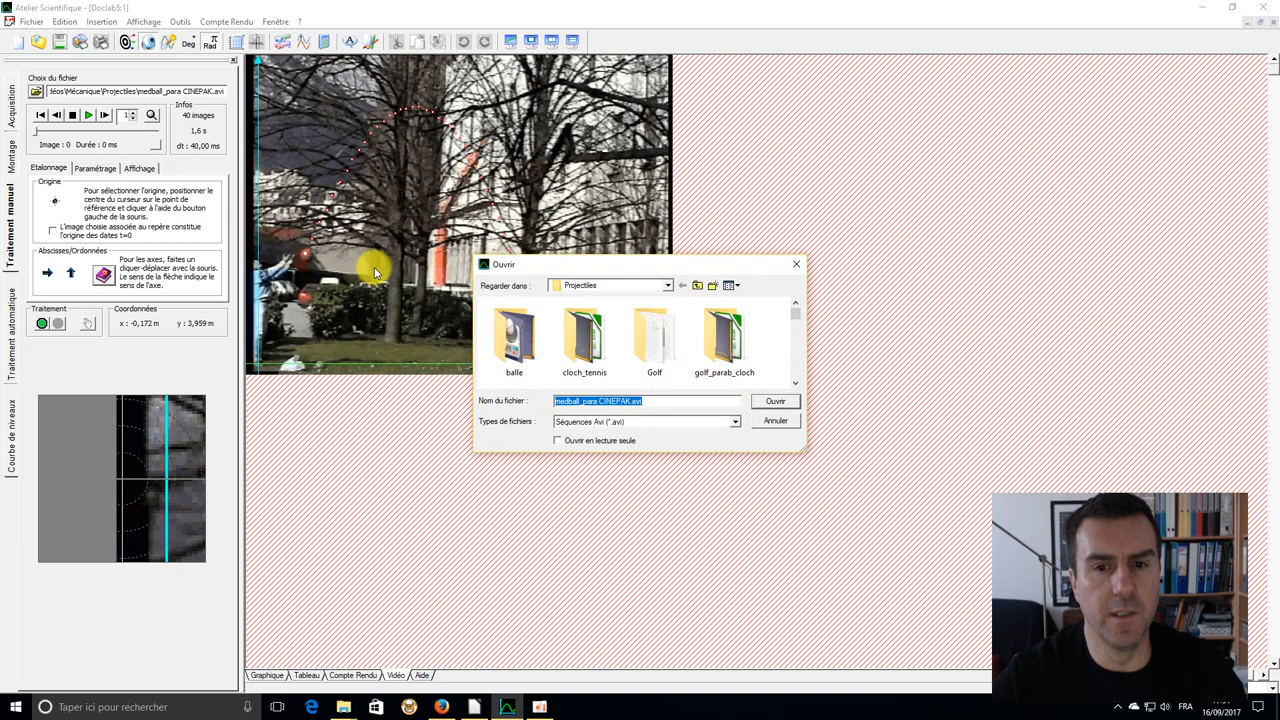 Atelier Scientifique - [Doclab5:1]
Fichier Edition Insertion Affichage Outils Compte Rendu Fenêtre ?
Deg Rad
Acquisition
Montage
Traitement manuel
Traitement automatique
Courbe de niveaux
Choix du fichier
déos\Mécanique\Projectiles\medball_para CINEPAK.avi
1
Infos
40 images
1,6 s
dt : 40,00 ms
Image : 0 Durée : 0 ms
Etalonnage Paramétrage Affichage
Origine
Pour sélectionner l'origine, positionner le
centre du curseur sur le point de
référence et cliquer à l'aide du bouton
gauche de la souris.
L'image choisie associée au repère constitue
l'origine des dates t=0
Abscisses/Ordonnées
Pour les axes, faites un
cliquer-déplacer avec la souris.
Le sens de la flèche indique le
sens de l'axe.
Traitement
Coordonnées
x : -0,172 m y : 3,959 m
Ouvrir
Regarder dans : Projectiles
balle cloch_tennis Golf golf_parab_cloch
Nom du fichier : medball_para CINEPAK.avi Ouvrir
Types de fichiers : Séquences Avi (*.avi) Annuler
Ouvrir en lecture seule
Graphique Tableau Compte Rendu Vidéo Aide
Taper ici pour rechercher
FRA
16/09/2017